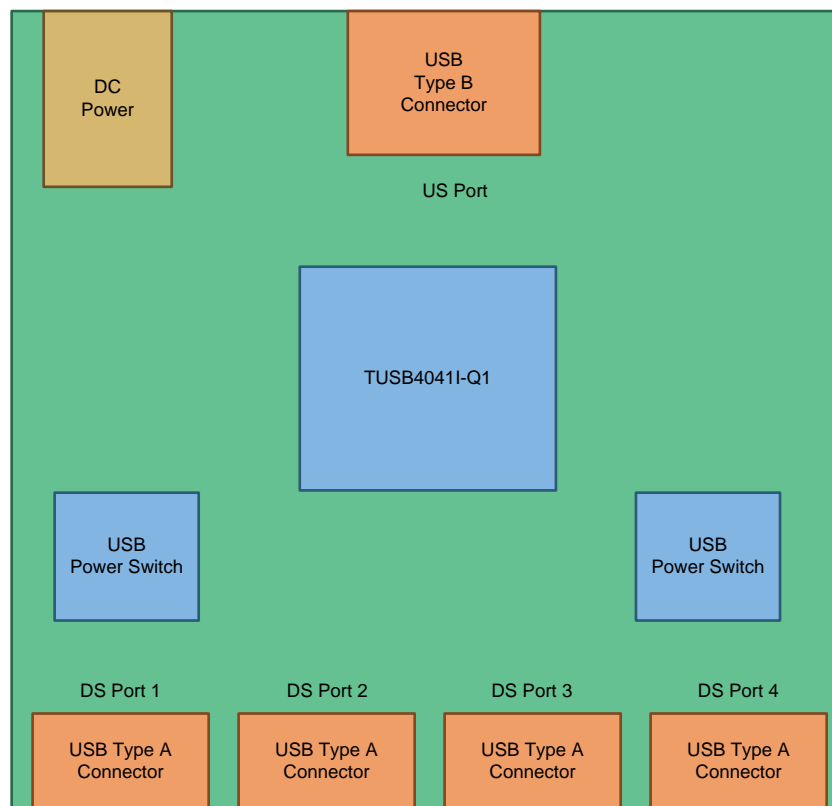 DC
Power
USB
Type B
Connector
US Port
TUSB4041I-Q1
USB
Power Switch
USB
Power Switch
DS Port 1
DS Port 2
DS Port 3
DS Port 4
USB Type A
Connector
USB Type A
Connector
USB Type A
Connector
USB Type A
Connector